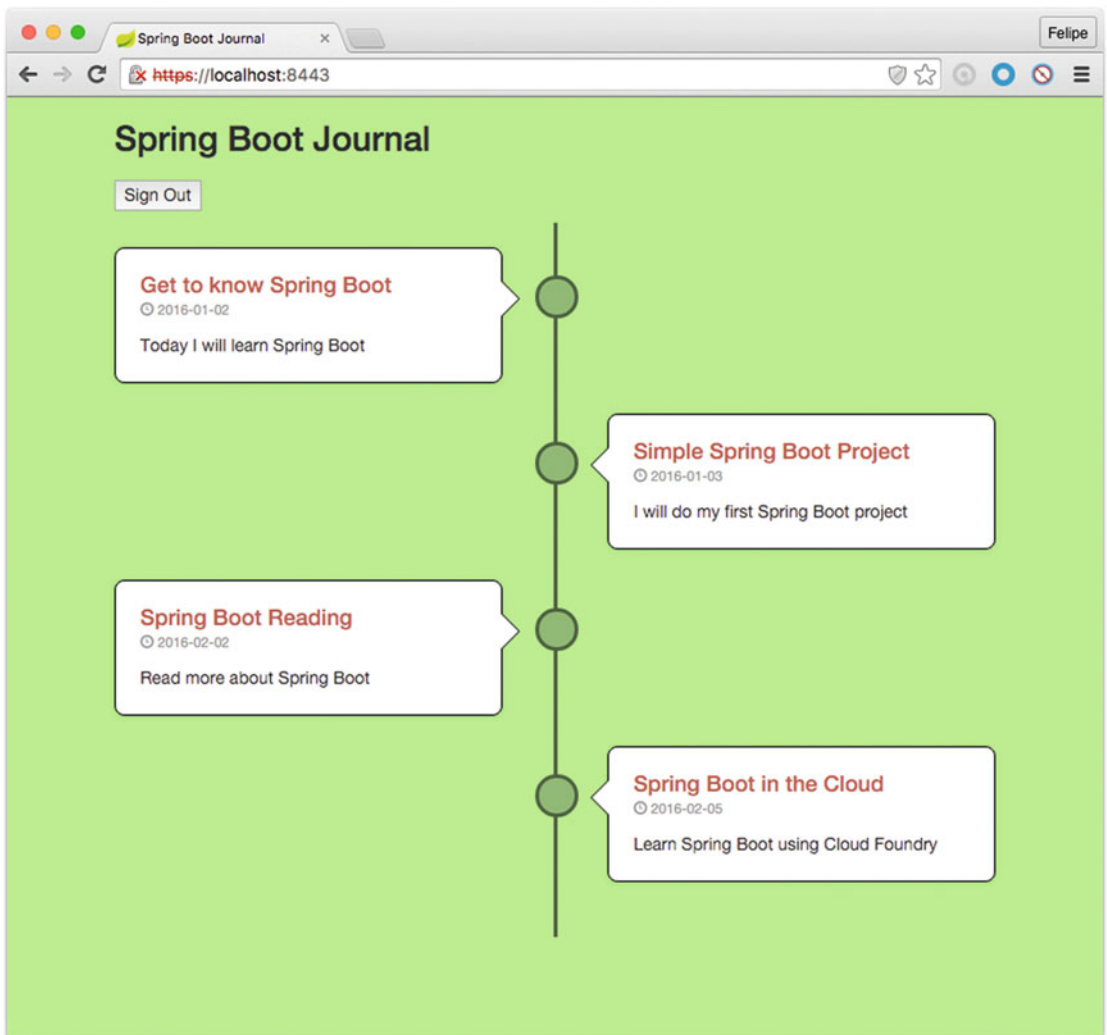 Spring Boot Journal
Felipe
https://localhost:8443
Spring Boot Journal
Sign Out
Get to know Spring Boot
2016-01-02
Today I will learn Spring Boot
Simple Spring Boot Project
2016-01-03
I will do my first Spring Boot project
Spring Boot Reading
2016-02-02
Read more about Spring Boot
Spring Boot in the Cloud
2016-02-05
Learn Spring Boot using Cloud Foundry